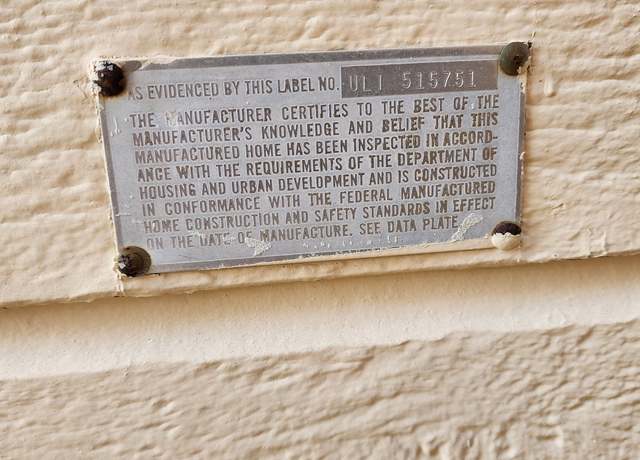 AS EVIDENCED BY THIS LABEL NO. ULI 515751
THE MANUFACTURER CERTIFIES TO THE BEST OF THE
MANUFACTURER'S KNOWLEDGE AND BELIEF THAT THIS
MANUFACTURED HOME HAS BEEN INSPECTED IN ACCORD-
ANCE WITH THE REQUIREMENTS OF THE DEPARTMENT OF
HOUSING AND URBAN DEVELOPMENT AND IS CONSTRUCTED
IN CONFORMANCE WITH THE FEDERAL MANUFACTURED
HOME CONSTRUCTION AND SAFETY STANDARDS IN EFFECT
ON THE DATE OF MANUFACTURE. SEE DATA PLATE.